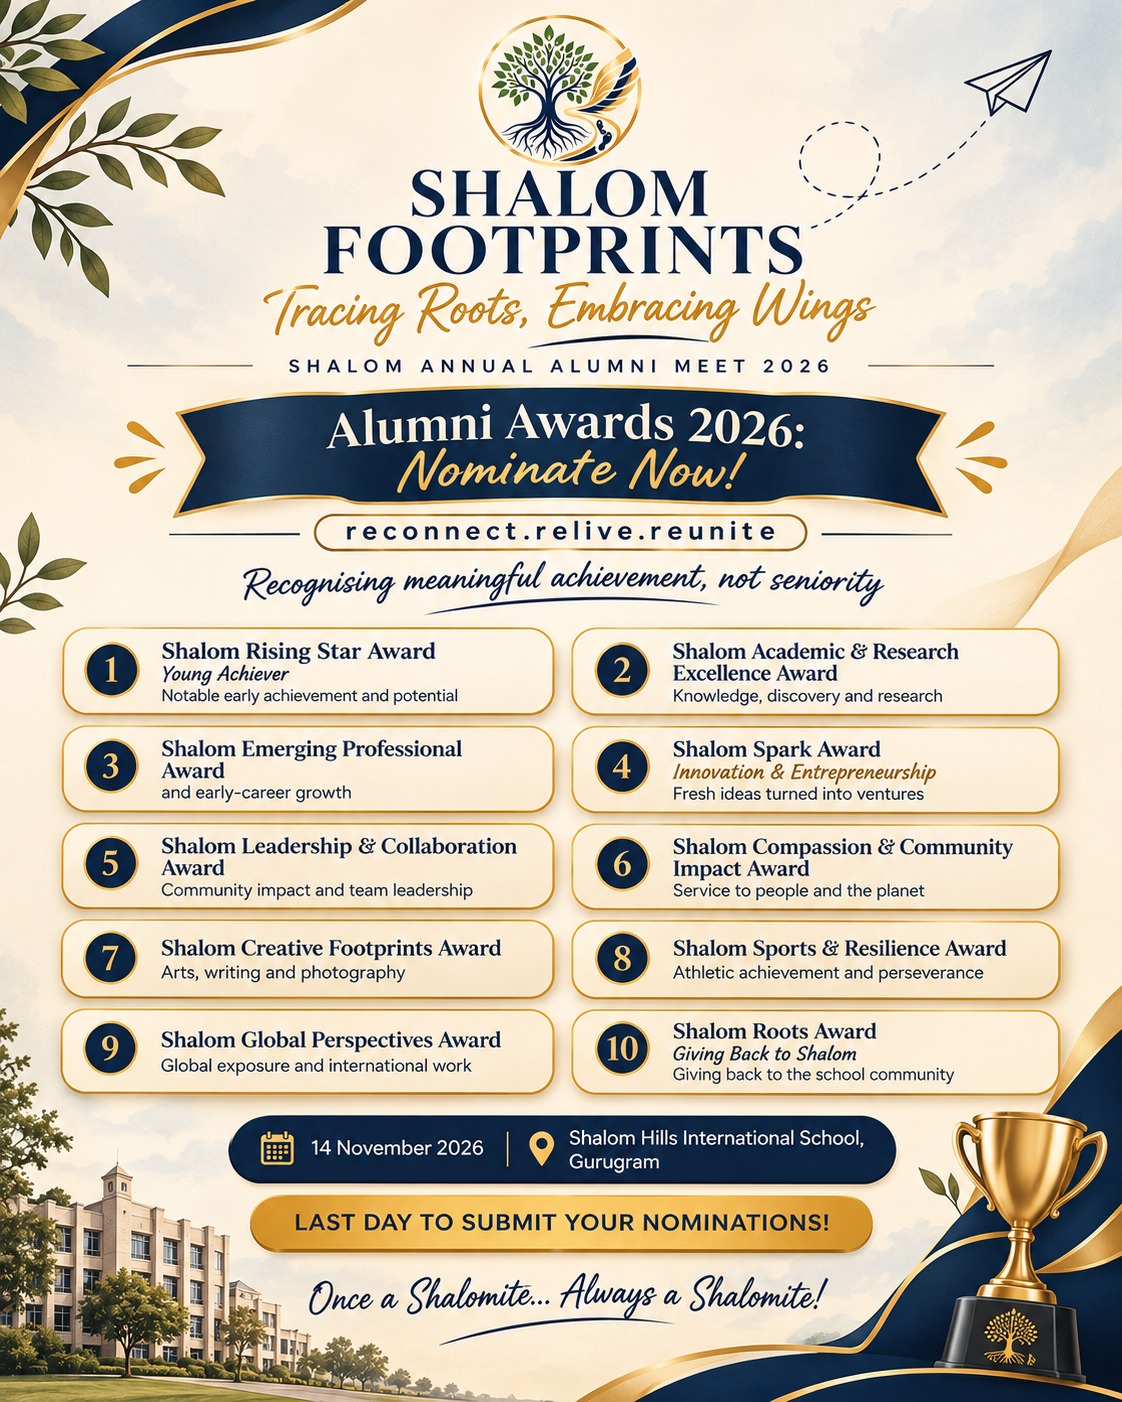 SHALOM
FOOTPRINTS
Tracing Roots, Embracing Wings
SHALOM ANNUAL ALUMNI MEET 2026
Alumni Awards 2026:
Nominate Now!
reconnect.relive.reunite
Recognising meaningful achievement, not seniority
1
Shalom Rising Star Award
Young Achiever
Notable early achievement and potential
2
Shalom Academic & Research
Excellence Award
Knowledge, discovery and research
3
Shalom Emerging Professional
Award
and early-career growth
4
Shalom Spark Award
Innovation & Entrepreneurship
Fresh ideas turned into ventures
5
Shalom Leadership & Collaboration
Award
Community impact and team leadership
6
Shalom Compassion & Community
Impact Award
Service to people and the planet
7
Shalom Creative Footprints Award
Arts, writing and photography
8
Shalom Sports & Resilience Award
Athletic achievement and perseverance
9
Shalom Global Perspectives Award
Global exposure and international work
10
Shalom Roots Award
Giving Back to Shalom
Giving back to the school community
14 November 2026
Shalom Hills International School,
Gurugram
LAST DAY TO SUBMIT YOUR NOMINATIONS!
Once a Shalomite... Always a Shalomite!